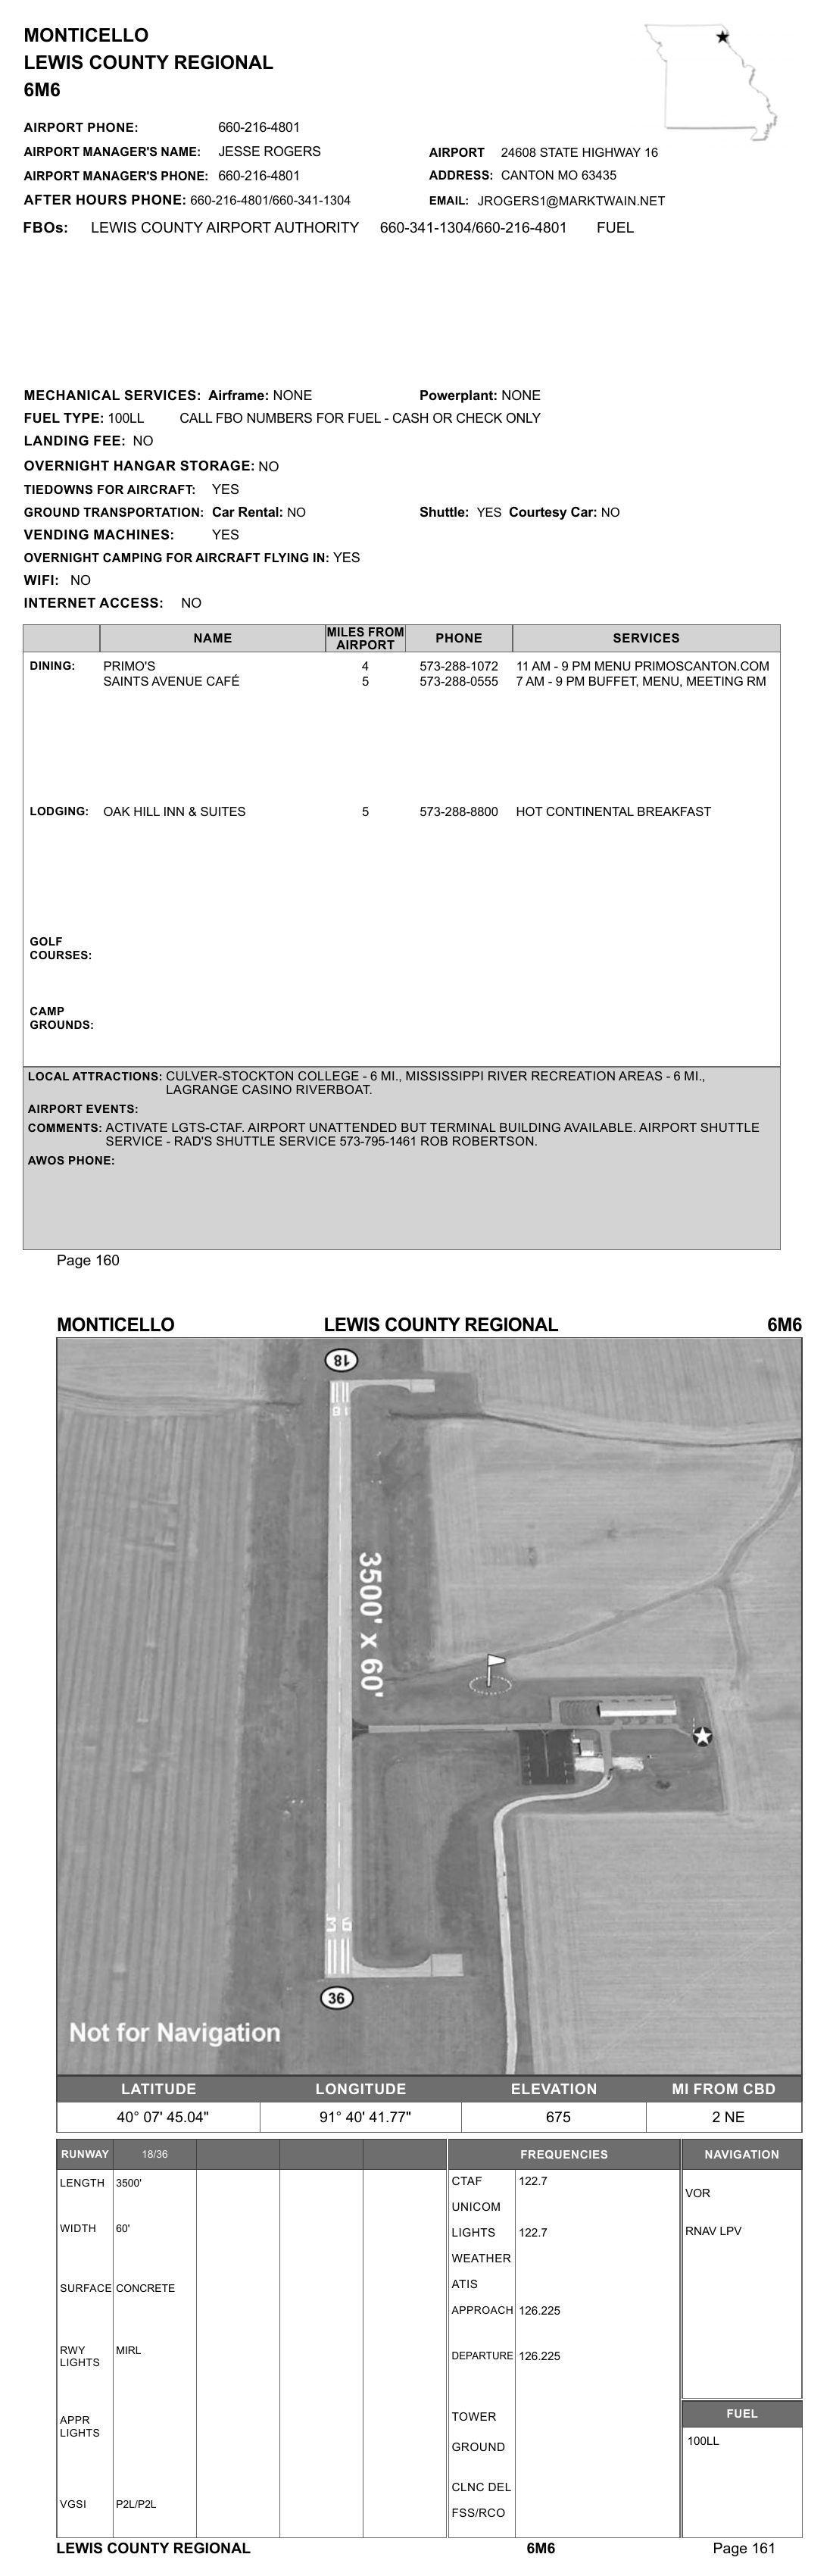 MONTICELLO
LEWIS COUNTY REGIONAL
6M6
AIRPORT PHONE: 660-216-4801
AIRPORT MANAGER'S NAME: JESSE ROGERS AIRPORT 24608 STATE HIGHWAY 16
AIRPORT MANAGER'S PHONE: 660-216-4801 ADDRESS: CANTON MO 63435
AFTER HOURS PHONE: 660-216-4801/660-341-1304 EMAIL: JROGERS1@MARKTWAIN.NET
FBOs: LEWIS COUNTY AIRPORT AUTHORITY 660-341-1304/660-216-4801 FUEL
MECHANICAL SERVICES: Airframe: NONE Powerplant: NONE
FUEL TYPE: 100LL CALL FBO NUMBERS FOR FUEL - CASH OR CHECK ONLY
LANDING FEE: NO
OVERNIGHT HANGAR STORAGE: NO
TIEDOWNS FOR AIRCRAFT: YES
GROUND TRANSPORTATION: Car Rental: NO Shuttle: YES Courtesy Car: NO
VENDING MACHINES: YES
OVERNIGHT CAMPING FOR AIRCRAFT FLYING IN: YES
WIFI: NO
INTERNET ACCESS: NO
NAME MILES FROM AIRPORT PHONE SERVICES
DINING: PRIMO'S 4 573-288-1072 11 AM - 9 PM MENU PRIMOSCANTON.COM
SAINTS AVENUE CAFÉ 5 573-288-0555 7 AM - 9 PM BUFFET, MENU, MEETING RM
LODGING: OAK HILL INN & SUITES 5 573-288-8800 HOT CONTINENTAL BREAKFAST
GOLF
COURSES:
CAMP
GROUNDS:
LOCAL ATTRACTIONS: CULVER-STOCKTON COLLEGE - 6 MI., MISSISSIPPI RIVER RECREATION AREAS - 6 MI.,
LAGRANGE CASINO RIVERBOAT.
AIRPORT EVENTS:
COMMENTS: ACTIVATE LGTS-CTAF. AIRPORT UNATTENDED BUT TERMINAL BUILDING AVAILABLE. AIRPORT SHUTTLE
SERVICE - RAD'S SHUTTLE SERVICE 573-795-1461 ROB ROBERTSON.
AWOS PHONE:
Page 160
MONTICELLO LEWIS COUNTY REGIONAL 6M6
18
18
3500' x 60'
36
36
Not for Navigation
LATITUDE LONGITUDE ELEVATION MI FROM CBD
40° 07' 45.04" 91° 40' 41.77" 675 2 NE
RUNWAY 18/36 FREQUENCIES NAVIGATION
LENGTH 3500' CTAF 122.7
VOR
UNICOM
WIDTH 60' LIGHTS 122.7 RNAV LPV
WEATHER
SURFACE CONCRETE ATIS
APPROACH 126.225
RWY
LIGHTS MIRL DEPARTURE 126.225
FUEL
APPR
LIGHTS TOWER
100LL
GROUND
CLNC DEL
VGSI P2L/P2L FSS/RCO
LEWIS COUNTY REGIONAL 6M6 Page 161